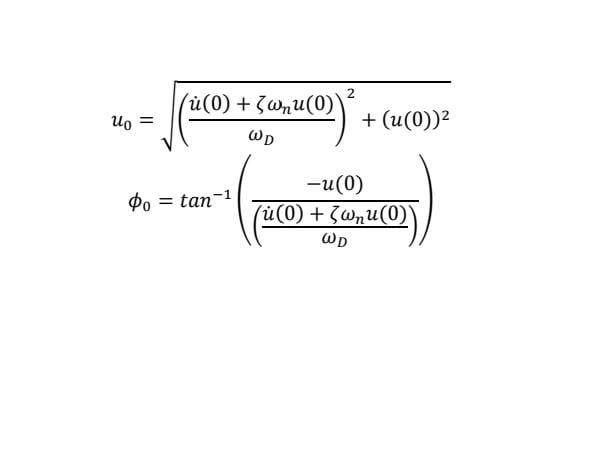 u₀ = √(((u̇(0) + ζωₙu(0))/ω_D)² + (u(0))²)
ϕ₀ = tan⁻¹(−u(0)/((u̇(0) + ζωₙu(0))/ω_D))